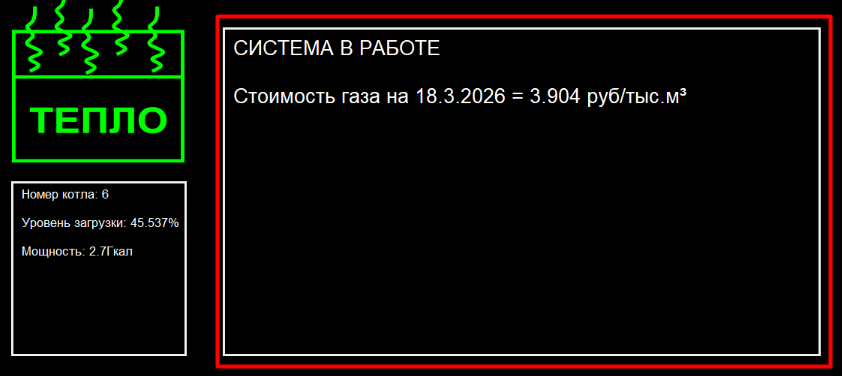 ТЕПЛО
Номер котла: 6
Уровень загрузки: 45.537%
Мощность: 2.7Гкал
СИСТЕМА В РАБОТЕ
Стоимость газа на 18.3.2026 = 3.904 руб/тыс.м³